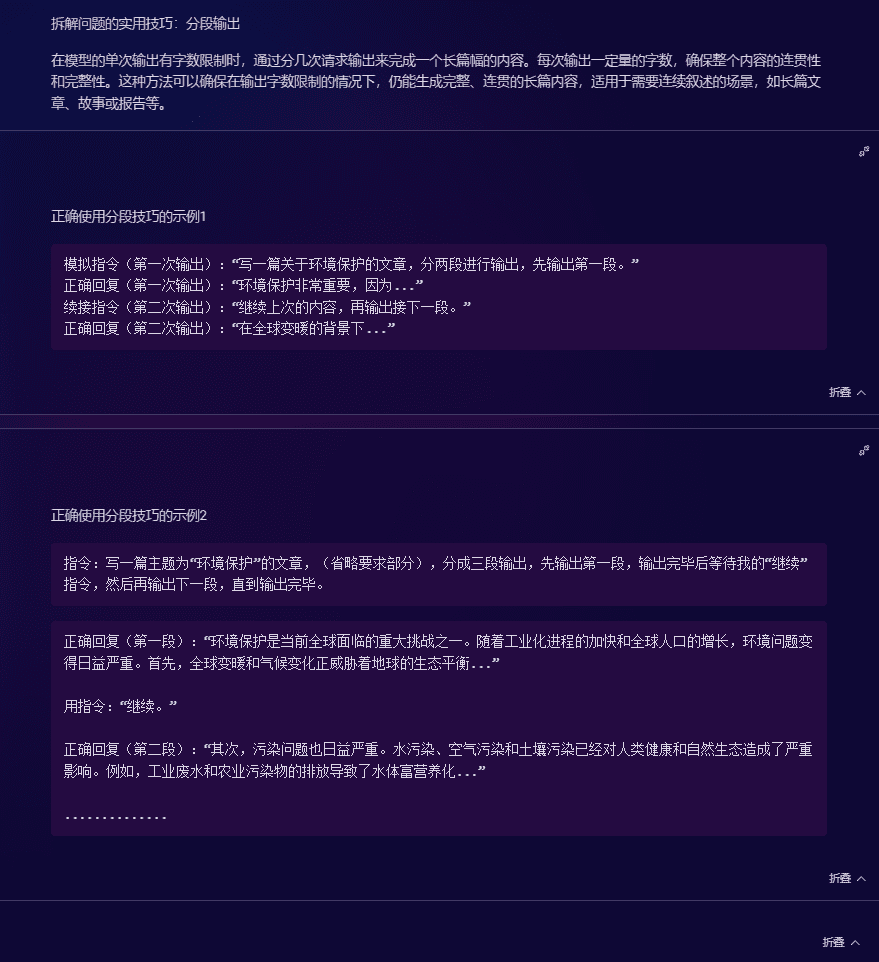 拆解问题的实用技巧：分段输出
在模型的单次输出有字数限制时，通过分几次请求输出来完成一个长篇幅的内容。每次输出一定量的字数，确保整个内容的连贯性
和完整性。这种方法可以确保在输出字数限制的情况下，仍能生成完整、连贯的长篇内容，适用于需要连续叙述的场景，如长篇文
章、故事或报告等。
正确使用分段技巧的示例1
模拟指令（第一次输出）：“写一篇关于环境保护的文章，分两段进行输出，先输出第一段。”
正确回复（第一次输出）：“环境保护非常重要，因为...”
续接指令（第二次输出）：“继续上次的内容，再输出接下一段。”
正确回复（第二次输出）：“在全球变暖的背景下...”
折叠
正确使用分段技巧的示例2
指令：写一篇主题为“环境保护”的文章，（省略要求部分），分成三段输出，先输出第一段，输出完毕后等待我的“继续”
指令，然后再输出下一段，直到输出完毕。
正确回复（第一段）：“环境保护是当前全球面临的重大挑战之一。随着工业化进程的加快和全球人口的增长，环境问题变
得日益严重。首先，全球变暖和气候变化正威胁着地球的生态平衡...”
用指令：“继续。”
正确回复（第二段）：“其次，污染问题也日益严重。水污染、空气污染和土壤污染已经对人类健康和自然生态造成了严重
影响。例如，工业废水和农业污染物的排放导致了水体富营养化...”
..............
折叠
折叠